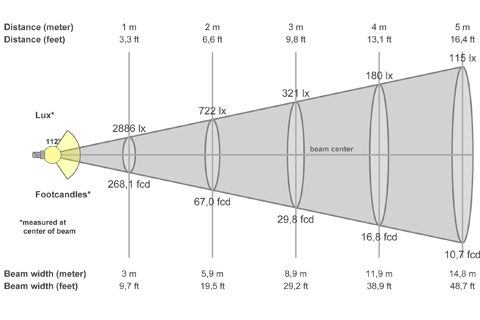 Distance (meter) 1 m 2 m 3 m 4 m 5 m
Distance (feet) 3,3 ft 6,6 ft 9,8 ft 13,1 ft 16,4 ft
115 lx
180 lx
321 lx
722 lx
2886 lx
Lux*
112°
beam center
268,1 fcd
67,0 fcd
29,8 fcd
16,8 fcd
10,7 fcd
Footcandles*
*measured at
center of beam
Beam width (meter) 3 m 5,9 m 8,9 m 11,9 m 14,8 m
Beam width (feet) 9,7 ft 19,5 ft 29,2 ft 38,9 ft 48,7 ft